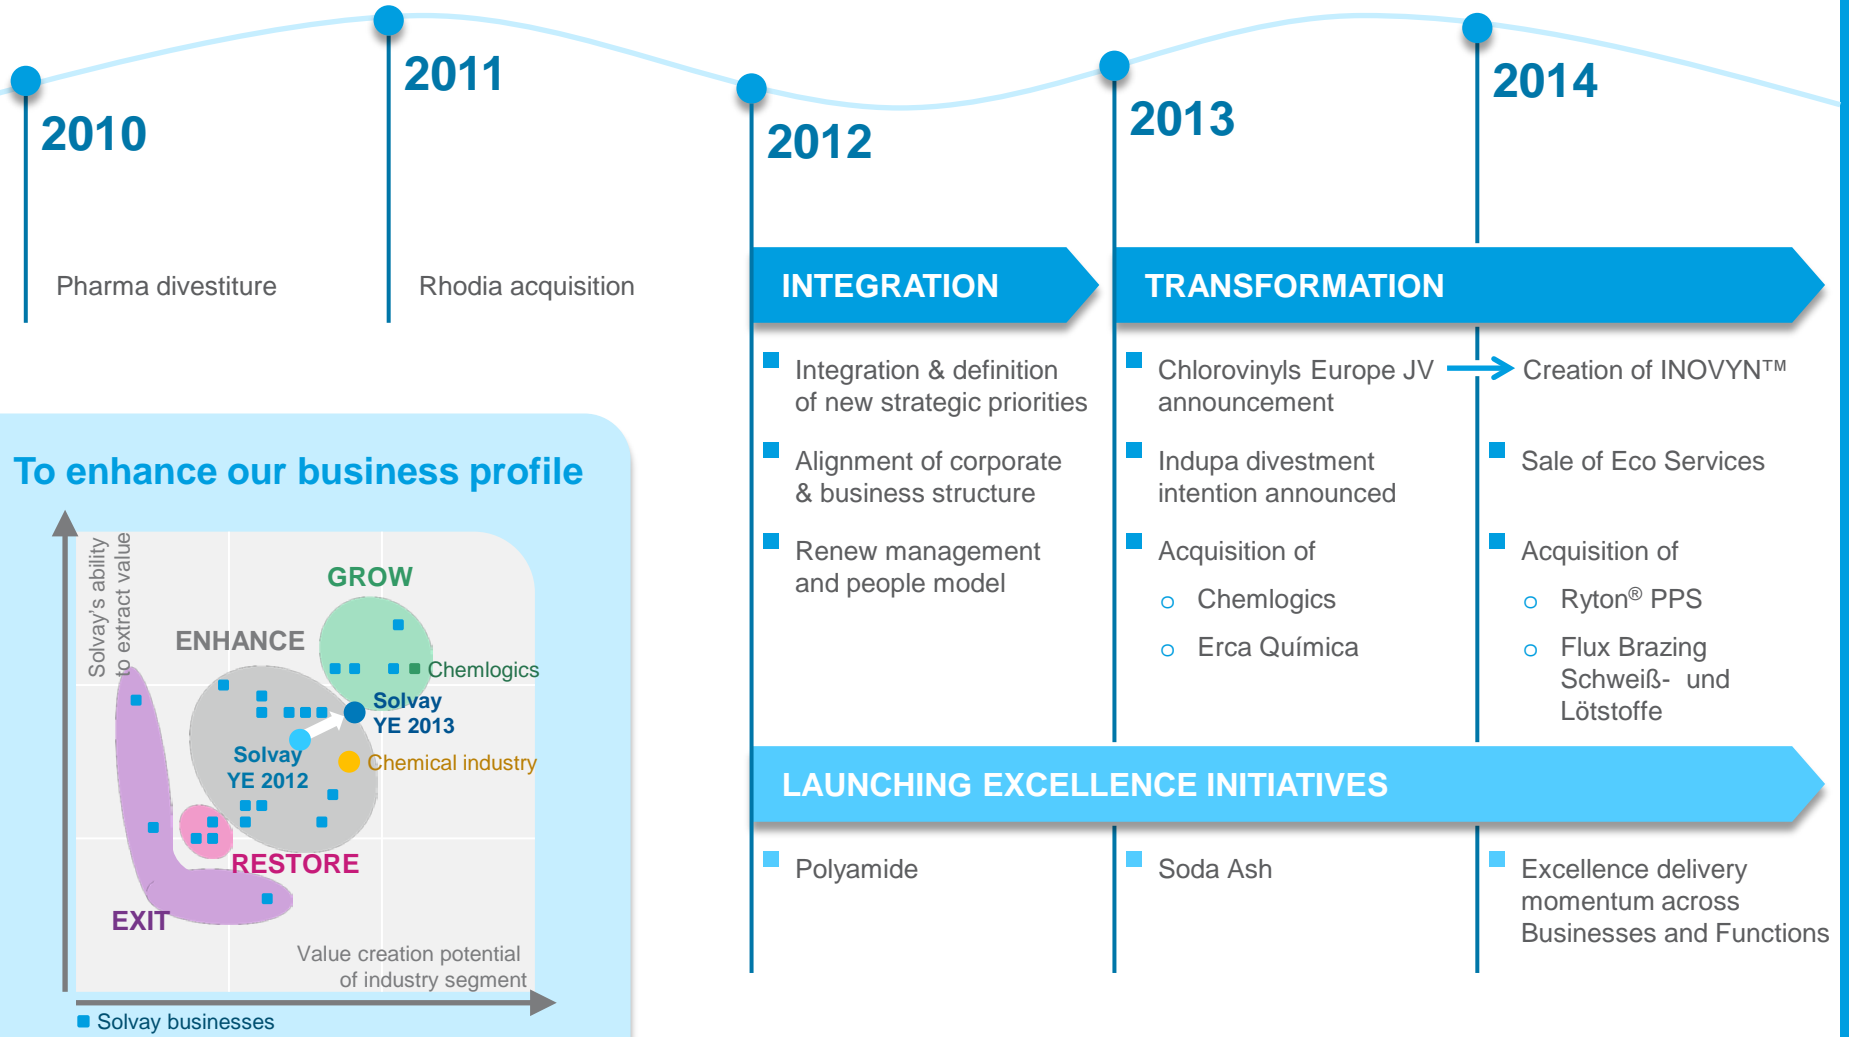 2010
2011
2012
2013
2014
Pharma divestiture
Rhodia acquisition
INTEGRATION
TRANSFORMATION
Integration & definition
of new strategic priorities
Alignment of corporate
& business structure
Renew management
and people model
Chlorovinyls Europe JV
announcement
Indupa divestment
intention announced
Acquisition of
o Chemlogics
o Erca Química
Creation of INOVYN™
Sale of Eco Services
Acquisition of
o Ryton® PPS
o Flux Brazing
Schweiß- und
Lötstoffe
LAUNCHING EXCELLENCE INITIATIVES
Polyamide
Soda Ash
Excellence delivery
momentum across
Businesses and Functions
To enhance our business profile
Solvay's ability
to extract value
GROW
ENHANCE
Chemlogics
Solvay
YE 2013
Solvay
YE 2012
Chemical industry
RESTORE
EXIT
Value creation potential
of industry segment
Solvay businesses